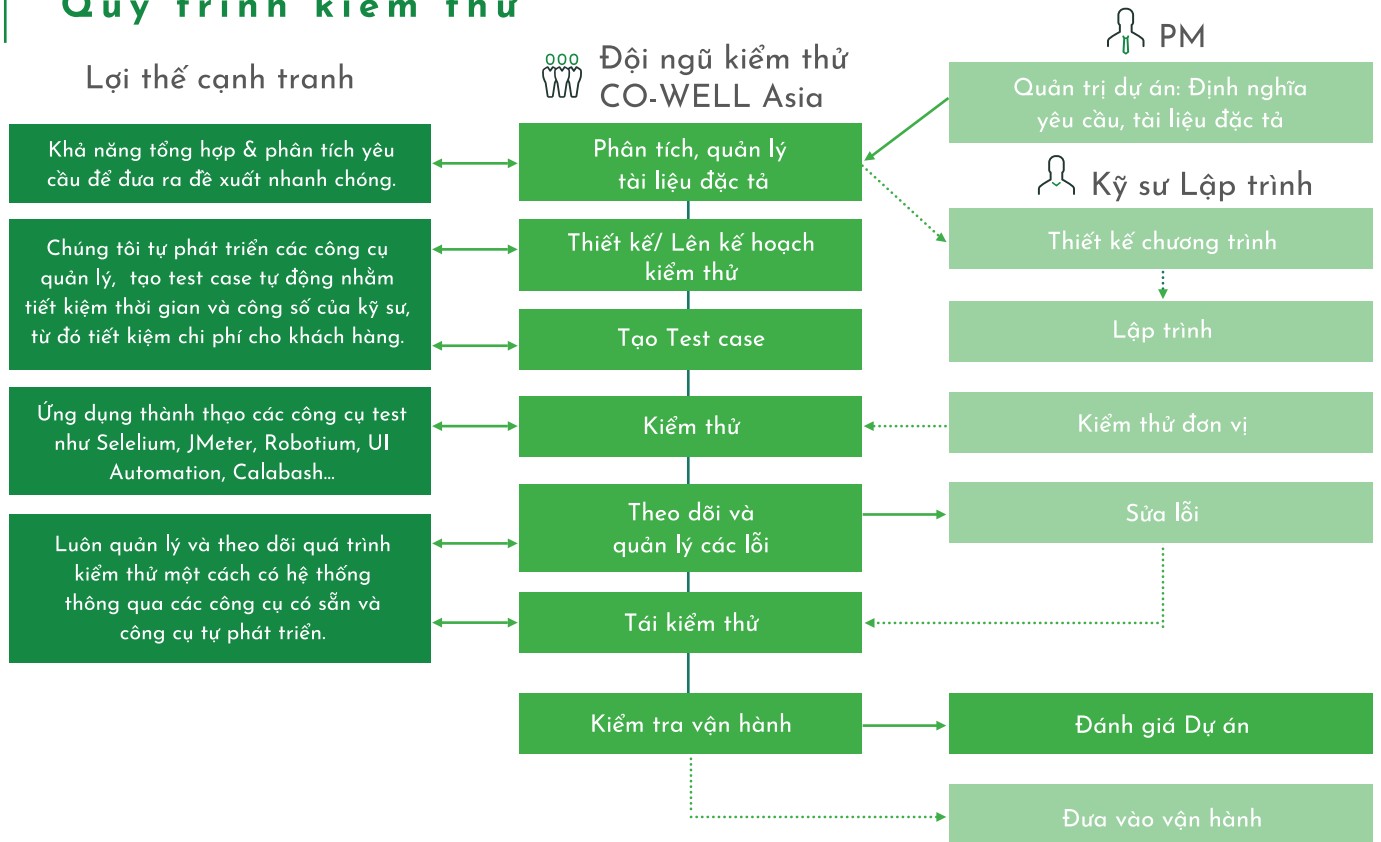 Quy trình kiểm thử
Lợi thế cạnh tranh
Khả năng tổng hợp & phân tích yêu
cầu để đưa ra đề xuất nhanh chóng.
Chúng tôi tự phát triển các công cụ
quản lý, tạo test case tự động nhằm
tiết kiệm thời gian và công số của kỹ sư,
từ đó tiết kiệm chi phí cho khách hàng.
Ứng dụng thành thạo các công cụ test
như Selelium, JMeter, Robotium, UI
Automation, Calabash...
Luôn quản lý và theo dõi quá trình
kiểm thử một cách có hệ thống
thông qua các công cụ có sẵn và
công cụ tự phát triển.
Đội ngũ kiểm thử
CO-WELL Asia
Phân tích, quản lý
tài liệu đặc tả
Thiết kế/ Lên kế hoạch
kiểm thử
Tạo Test case
Kiểm thử
Theo dõi và
quản lý các lỗi
Tái kiểm thử
Kiểm tra vận hành
PM
Quản trị dự án: Định nghĩa
yêu cầu, tài liệu đặc tả
Kỹ sư Lập trình
Thiết kế chương trình
Lập trình
Kiểm thử đơn vị
Sửa lỗi
Đánh giá Dự án
Đưa vào vận hành